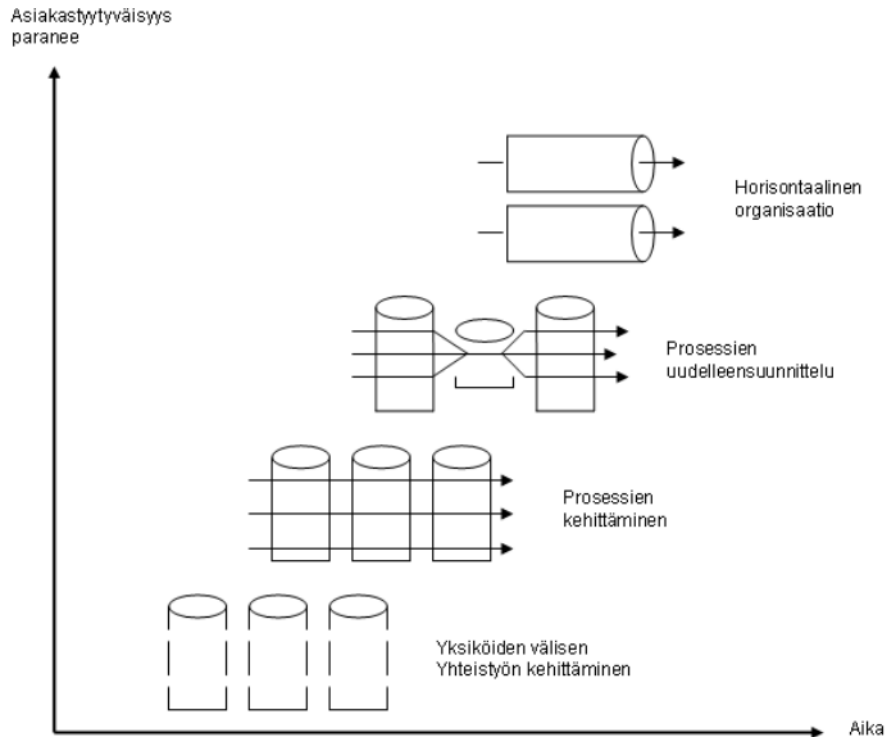 Asiakastyytyväisyys
paranee
Horisontaalinen
organisaatio
Prosessien
uudelleensuunnittelu
Prosessien
kehittäminen
Yksiköiden välisen
Yhteistyön kehittäminen
Aika